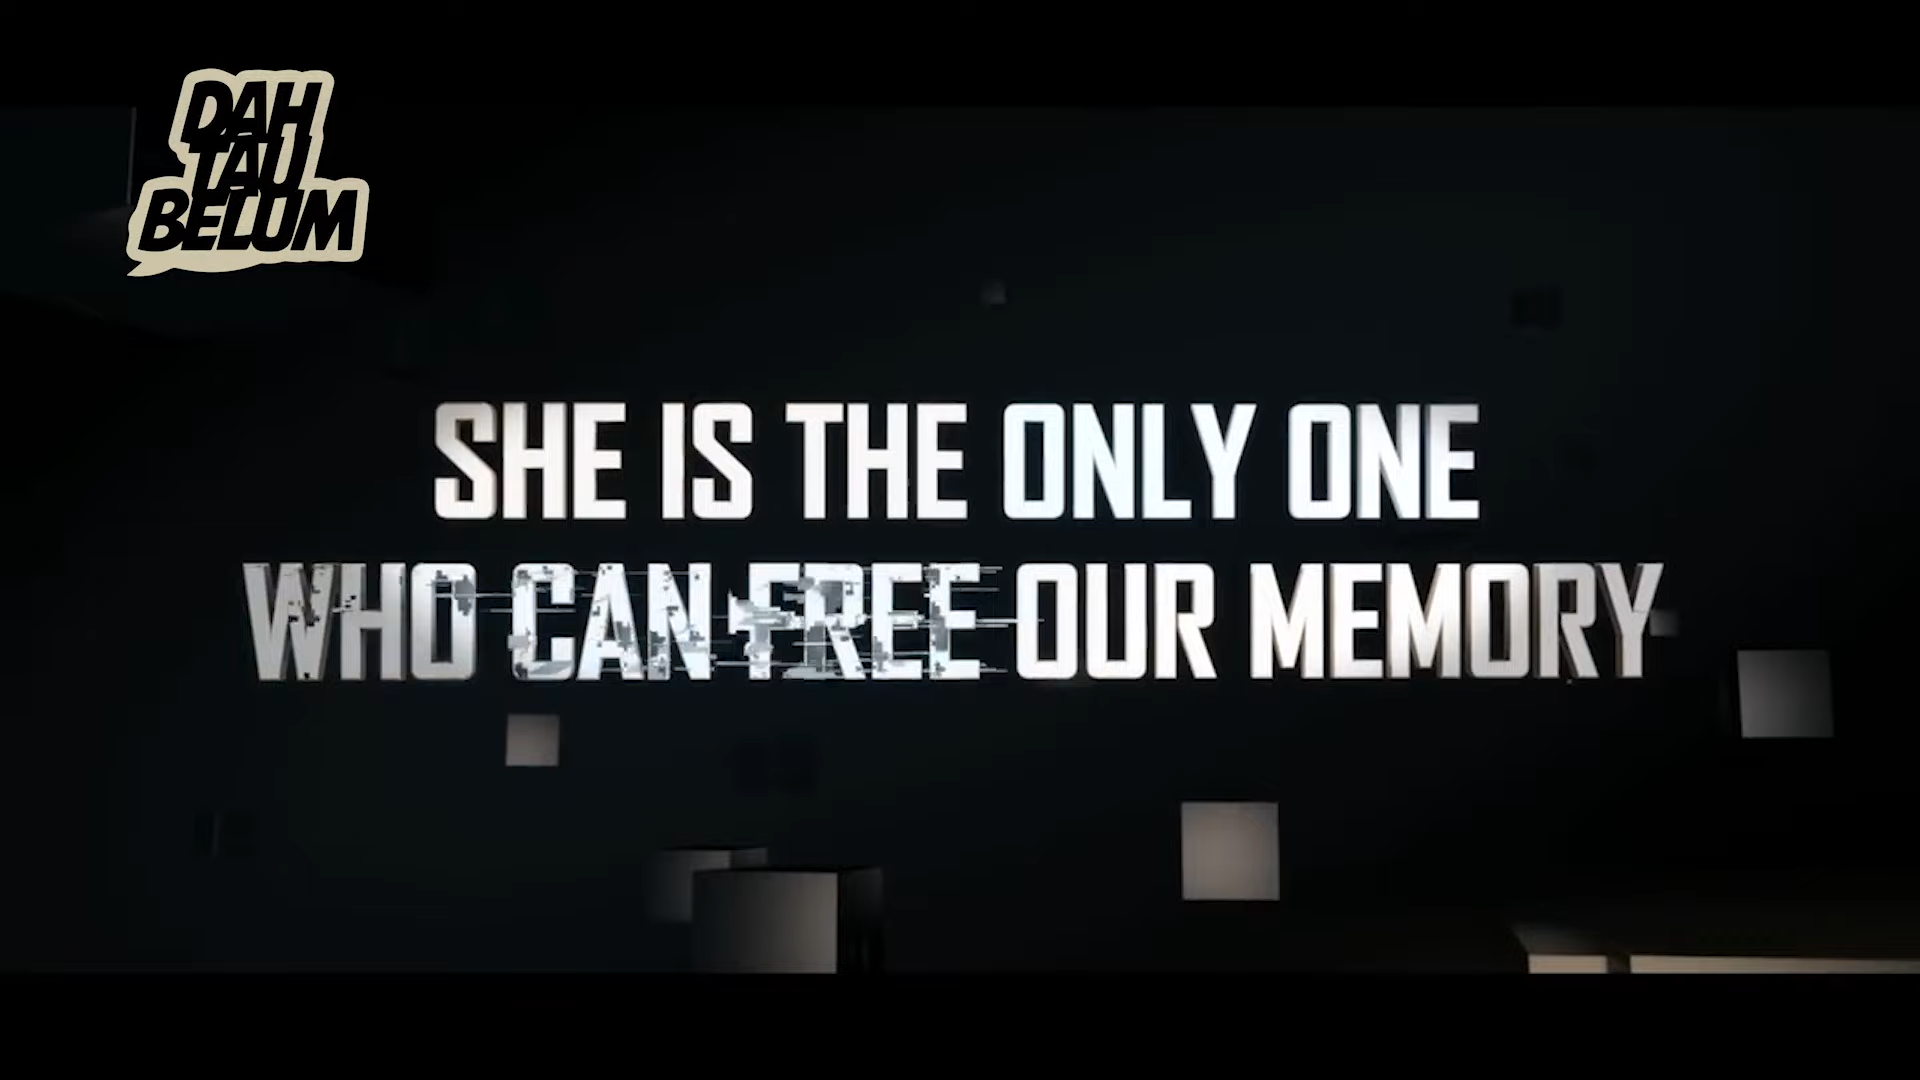 DAH
TAU
BELUM
SHE IS THE ONLY ONE
WHO CAN FREE OUR MEMORY